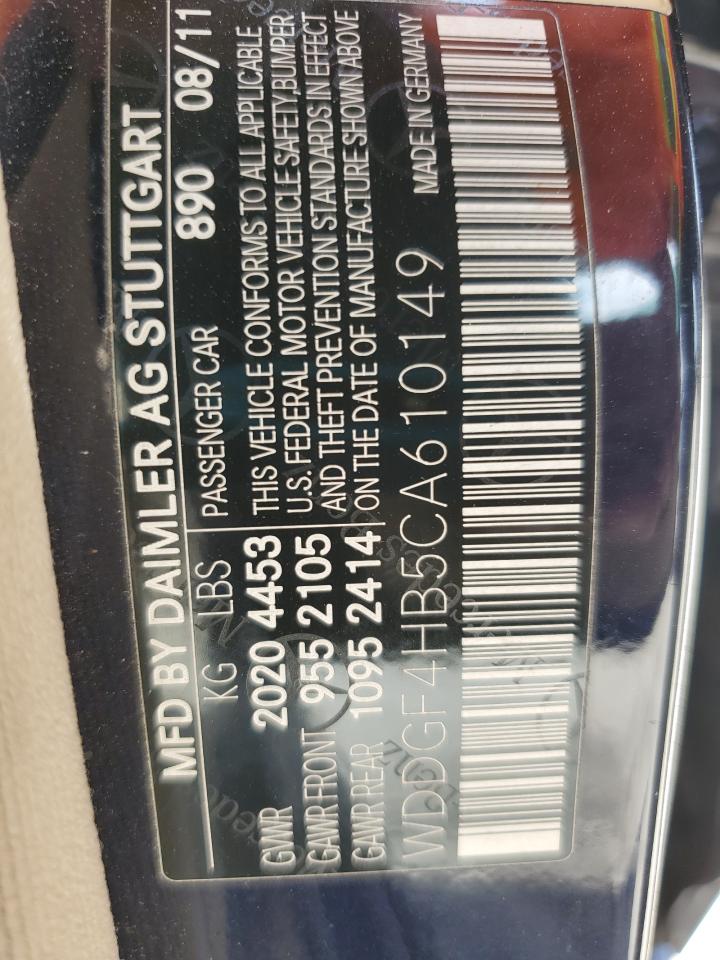 MFD BY DAIMLER AG STUTTGART
KG LBS PASSENGER CAR 890 08/11
GWR 2020 4453 THIS VEHICLE CONFORMS TO ALL APPLICABLE
GAWR FRONT 955 2105 U.S. FEDERAL MOTOR VEHICLE SAFETY, BUMPER
GAWR REAR 1095 2414 AND THEFT PREVENTION STANDARDS IN EFFECT
ON THE DATE OF MANUFACTURE SHOWN ABOVE
WDDGF4HB5CA610149 MADE IN GERMANY